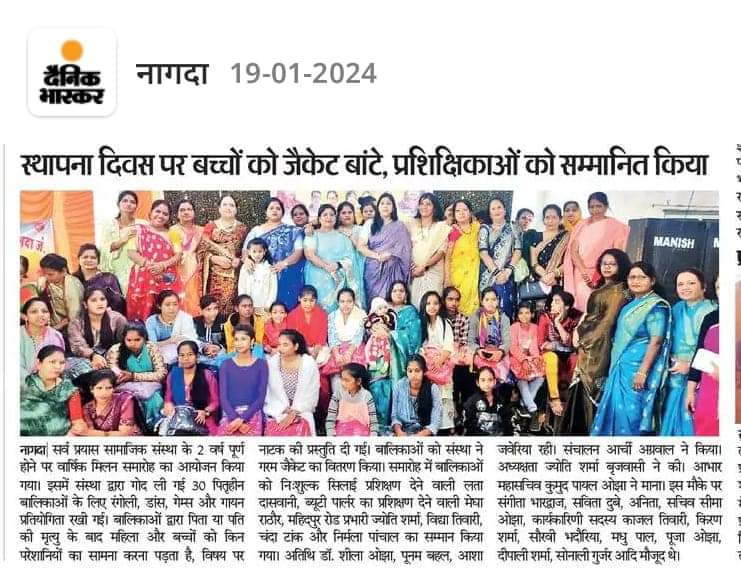 दैनिक
भास्कर
नागदा 19-01-2024
स्थापना दिवस पर बच्चों को जैकेट बांटे, प्रशिक्षिकाओं को सम्मानित किया
MANISH
नागदा| सर्व प्रयास सामाजिक संस्था के 2 वर्ष पूर्ण
होने पर वार्षिक मिलन समारोह का आयोजन किया
गया। इसमें संस्था द्वारा गोद ली गई 30 पितृहीन
बालिकाओं के लिए रंगोली, डांस, गेम्स और गायन
प्रतियोगिता रखी गई। बालिकाओं द्वारा पिता या पति
की मृत्यु के बाद महिला और बच्चों को किन
परेशानियों का सामना करना पड़ता है, विषय पर
नाटक की प्रस्तुति दी गई। बालिकाओं को संस्था ने
गरम जैकेट का वितरण किया। समारोह में बालिकाओं
को निःशुल्क सिलाई प्रशिक्षण देने वाली लता
दासवानी, ब्यूटी पार्लर का प्रशिक्षण देने वाली मेघा
राठौर, महिदपुर रोड प्रभारी ज्योति शर्मा, विद्या तिवारी,
चंदा टांक और निर्मला पांचाल का सम्मान किया
गया। अतिथि डॉ. शीला ओझा, पूनम बहल, आशा
जवेरिया रही। संचालन आर्ची अग्रवाल ने किया।
अध्यक्षता ज्योति शर्मा बृजवासी ने की। आभार
महासचिव कुमुद पायल ओझा ने माना। इस मौके पर
संगीता भारद्वाज, सविता दुबे, अनिता, सचिव सीमा
ओझा, कार्यकारिणी सदस्य काजल तिवारी, किरण
शर्मा, सौरवी भदौरिया, मधु पाल, पूजा ओझा,
दीपाली शर्मा, सोनाली गुर्जर आदि मौजूद थे।